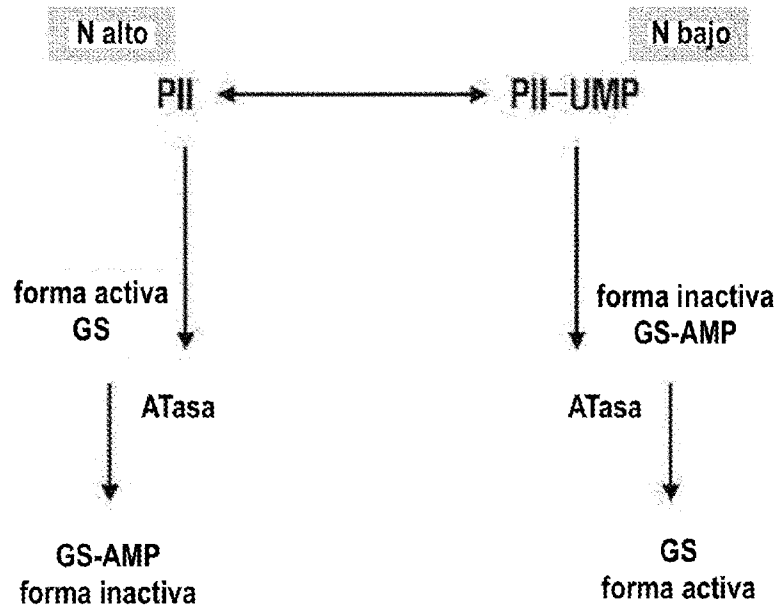 N alto
N bajo
PII
PII-UMP
forma activa
GS
forma inactiva
GS-AMP
ATasa
ATasa
GS-AMP
forma inactiva
GS
forma activa